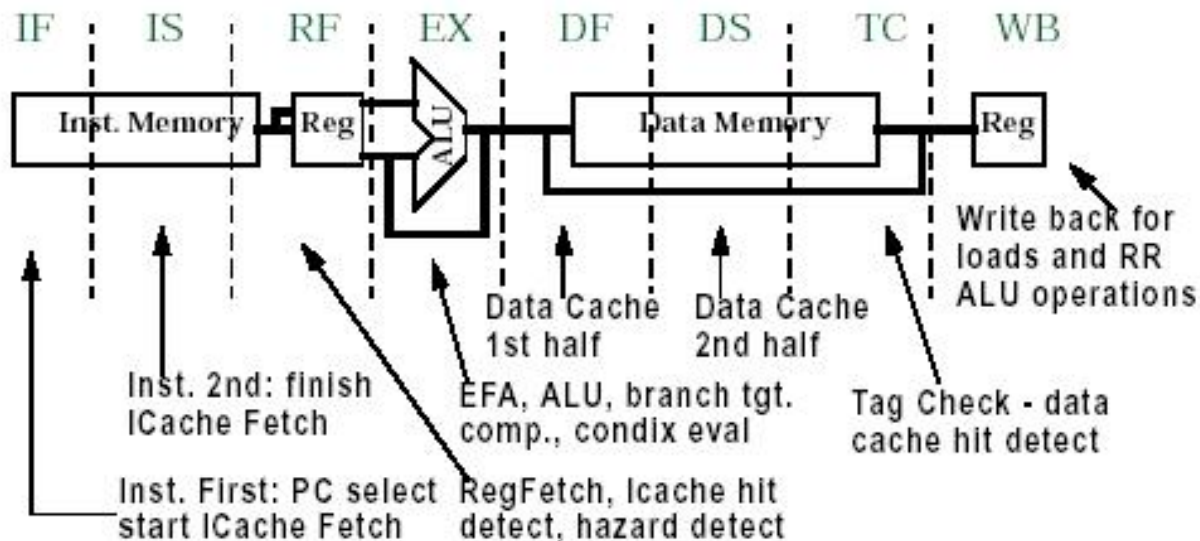 IF IS RF EX DF DS TC WB
Inst. Memory
Reg
ALU
Data Memory
Reg
Write back for
loads and RR
ALU operations
Data Cache
1st half
Data Cache
2nd half
Inst. 2nd: finish
ICache Fetch
EFA, ALU, branch tgt.
comp., condix eval
Tag Check - data
cache hit detect
Inst. First: PC select
start ICache Fetch
RegFetch, Icache hit
detect, hazard detect